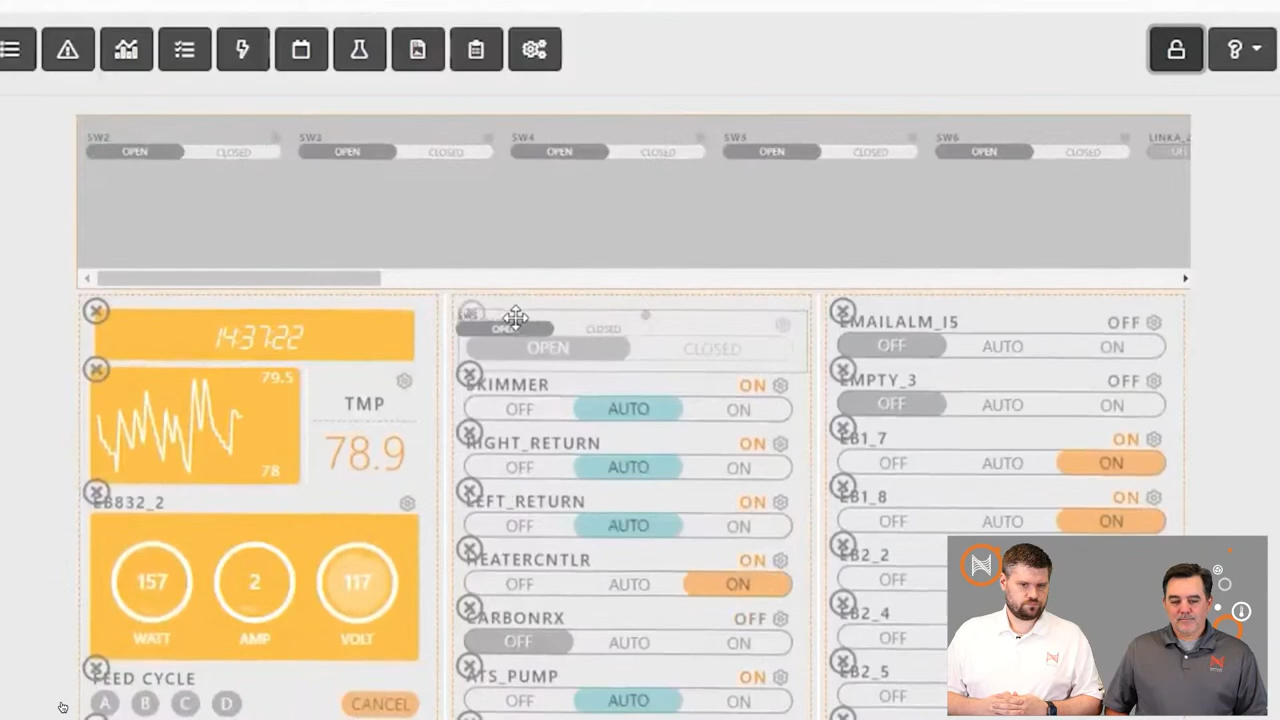 SW2 SW3 SW4 SW5 SW6
OPEN CLOSED OPEN CLOSED OPEN CLOSED OPEN CLOSED OPEN CLOSED
14:37:22
79.5
78
TMP
78.9
EB832_2
157 2 117
WATT AMP VOLT
FEED CYCLE
A B C D CANCEL
OPEN CLOSED
OPEN CLOSED
SKIMMER ON
OFF AUTO ON
RIGHT_RETURN ON
OFF AUTO ON
LEFT_RETURN ON
OFF AUTO ON
HEATERCNTLR ON
OFF AUTO ON
CARBONRX OFF
OFF AUTO ON
ATS_PUMP ON
OFF AUTO ON
EMAILALM_I5 OFF
OFF AUTO ON
EMPTY_3 OFF
OFF AUTO ON
EB1_7 ON
OFF AUTO ON
EB1_8 ON
OFF AUTO ON
EB2_2
OFF
EB2_4
OFF
EB2_5
OFF